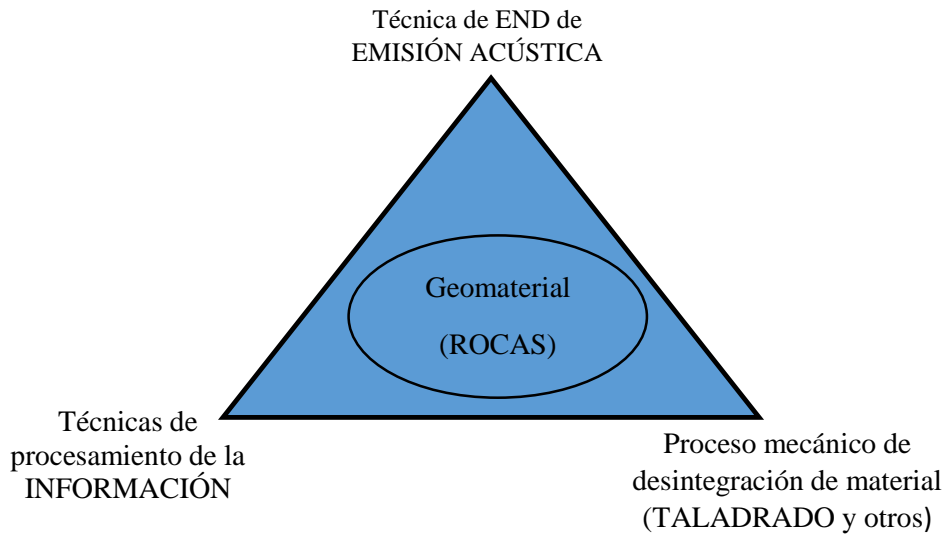 Técnica de END de
EMISIÓN ACÚSTICA
Geomaterial
(ROCAS)
Técnicas de
procesamiento de la
INFORMACIÓN
Proceso mecánico de
desintegración de material
(TALADRADO y otros)